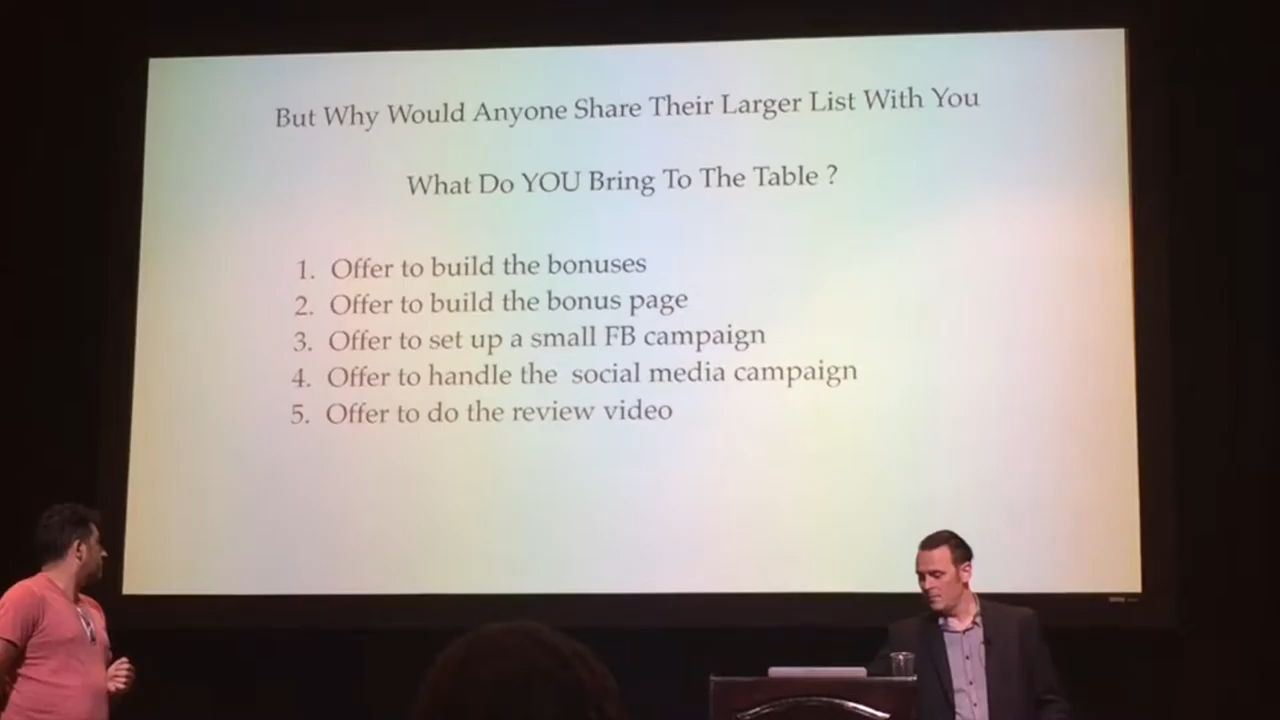 But Why Would Anyone Share Their Larger List With You
What Do YOU Bring To The Table ?
1. Offer to build the bonuses
2. Offer to build the bonus page
3. Offer to set up a small FB campaign
4. Offer to handle the social media campaign
5. Offer to do the review video